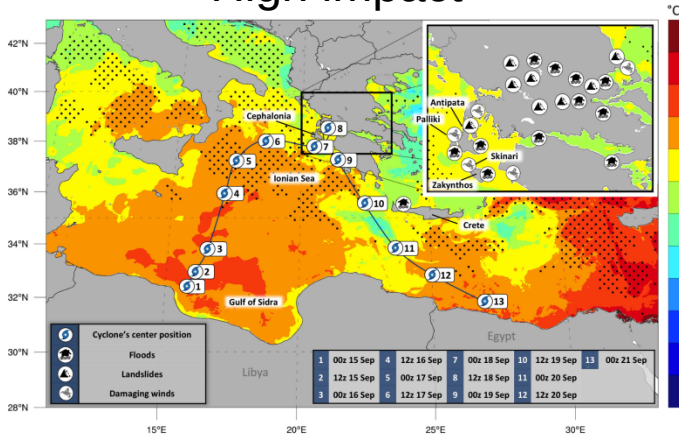 High Impact
°C
42°N
40°N
38°N
36°N
34°N
32°N
30°N
28°N
15°E
20°E
25°E
30°E
Cephalonia
Ionian Sea
Gulf of Sidra
Crete
Libya
Egypt
1
2
3
4
5
6
7
8
9
10
11
12
13
Antipata
Palliki
Skinari
Zakynthos
Cyclone's center position
Floods
Landslides
Damaging winds
1 00z 15 Sep 4 12z 16 Sep 7 00z 18 Sep 10 12z 19 Sep 13 00z 21 Sep
2 12z 15 Sep 5 00z 17 Sep 8 12z 18 Sep 11 00z 20 Sep
3 00z 16 Sep 6 12z 17 Sep 9 00z 19 Sep 12 12z 20 Sep